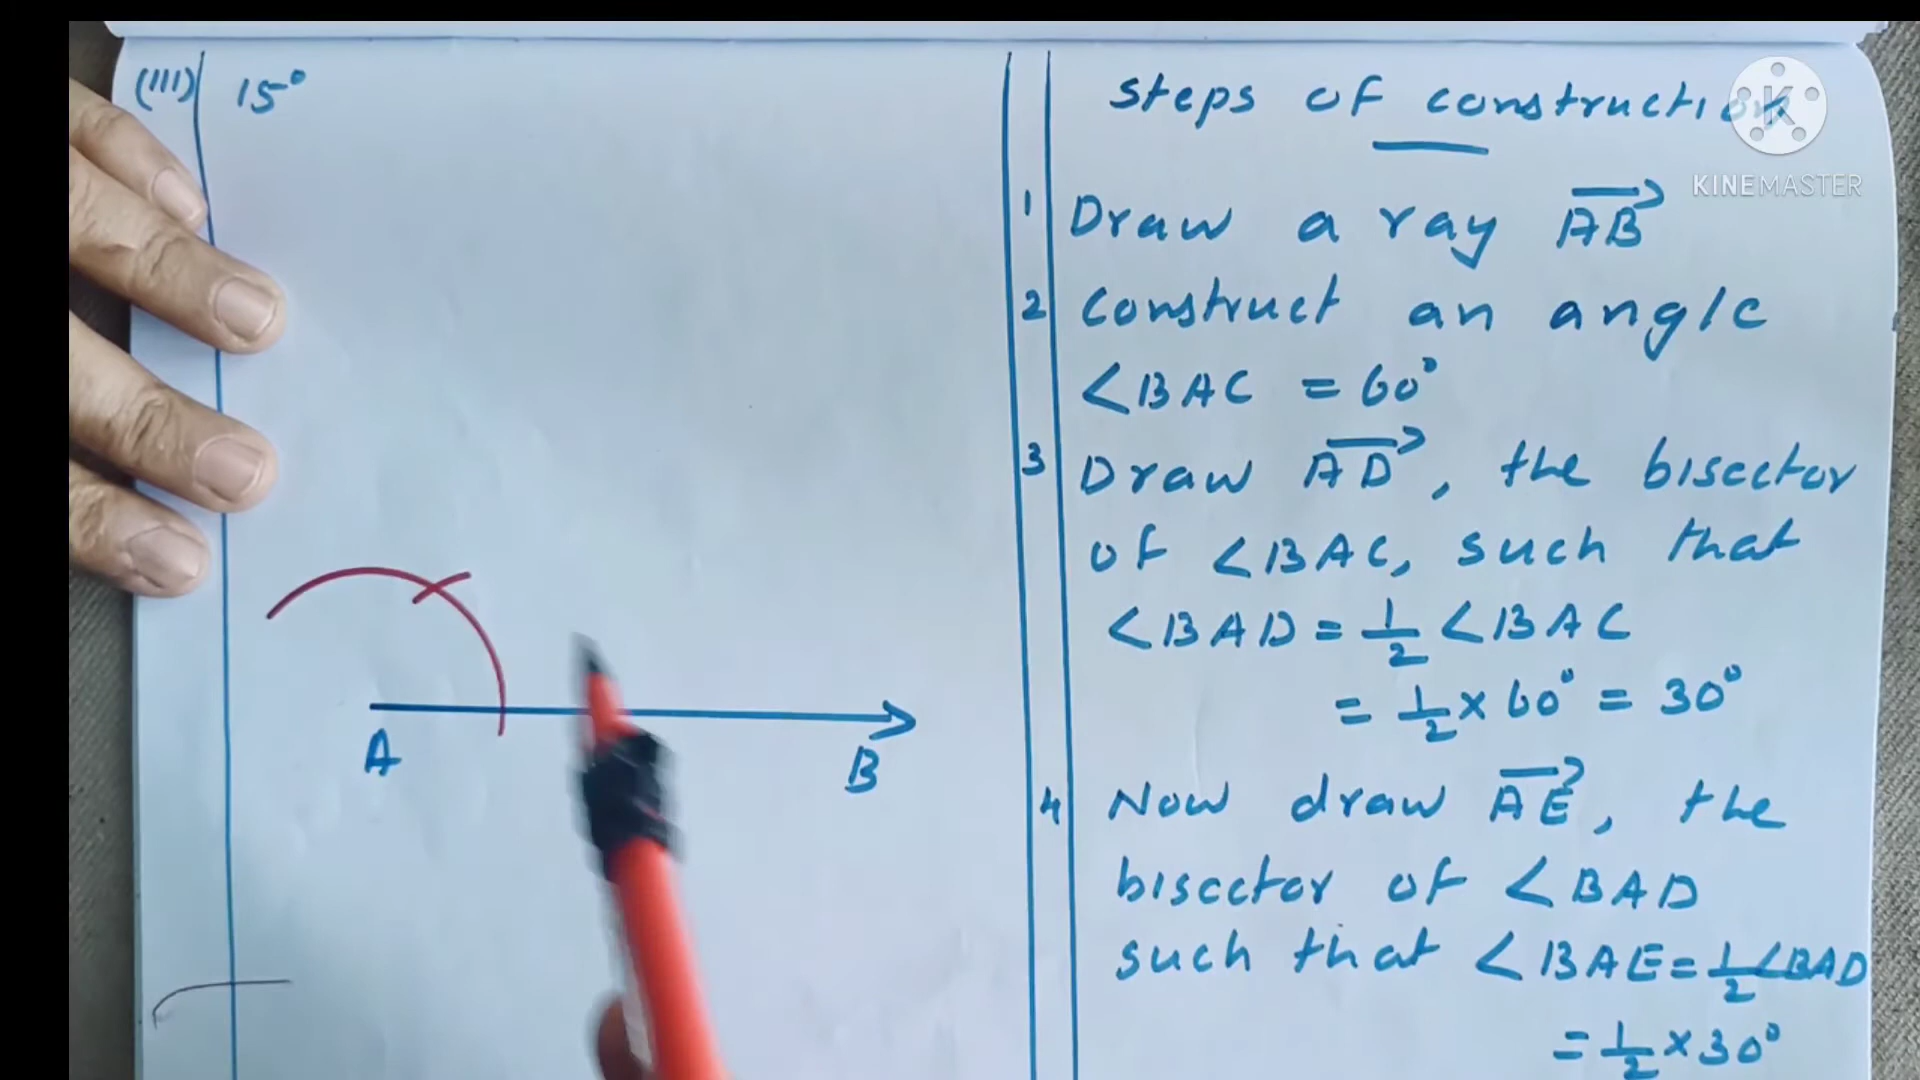 (III) 15°
A
B
steps of construction
KINEMASTER
1 Draw a ray AB
2 construct an angle
∠BAC = 60°
3 Draw AD, the bisector
of ∠BAC, such that
∠BAD = 1/2 ∠BAC
= 1/2 × 60° = 30°
4 Now draw AE, the
bisector of ∠BAD
such that ∠BAE = 1/2 ∠BAD
= 1/2 × 30°